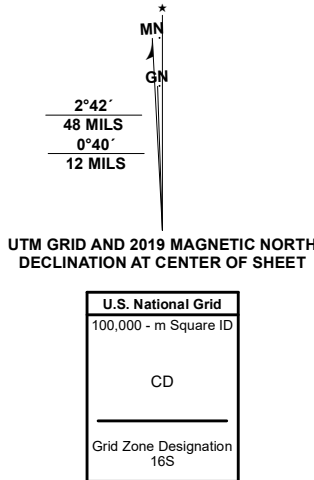 ★
MN
GN
2°42´
48 MILS
0°40´
12 MILS
UTM GRID AND 2019 MAGNETIC NORTH
DECLINATION AT CENTER OF SHEET
U.S. National Grid
100,000 - m Square ID
CD
Grid Zone Designation
16S